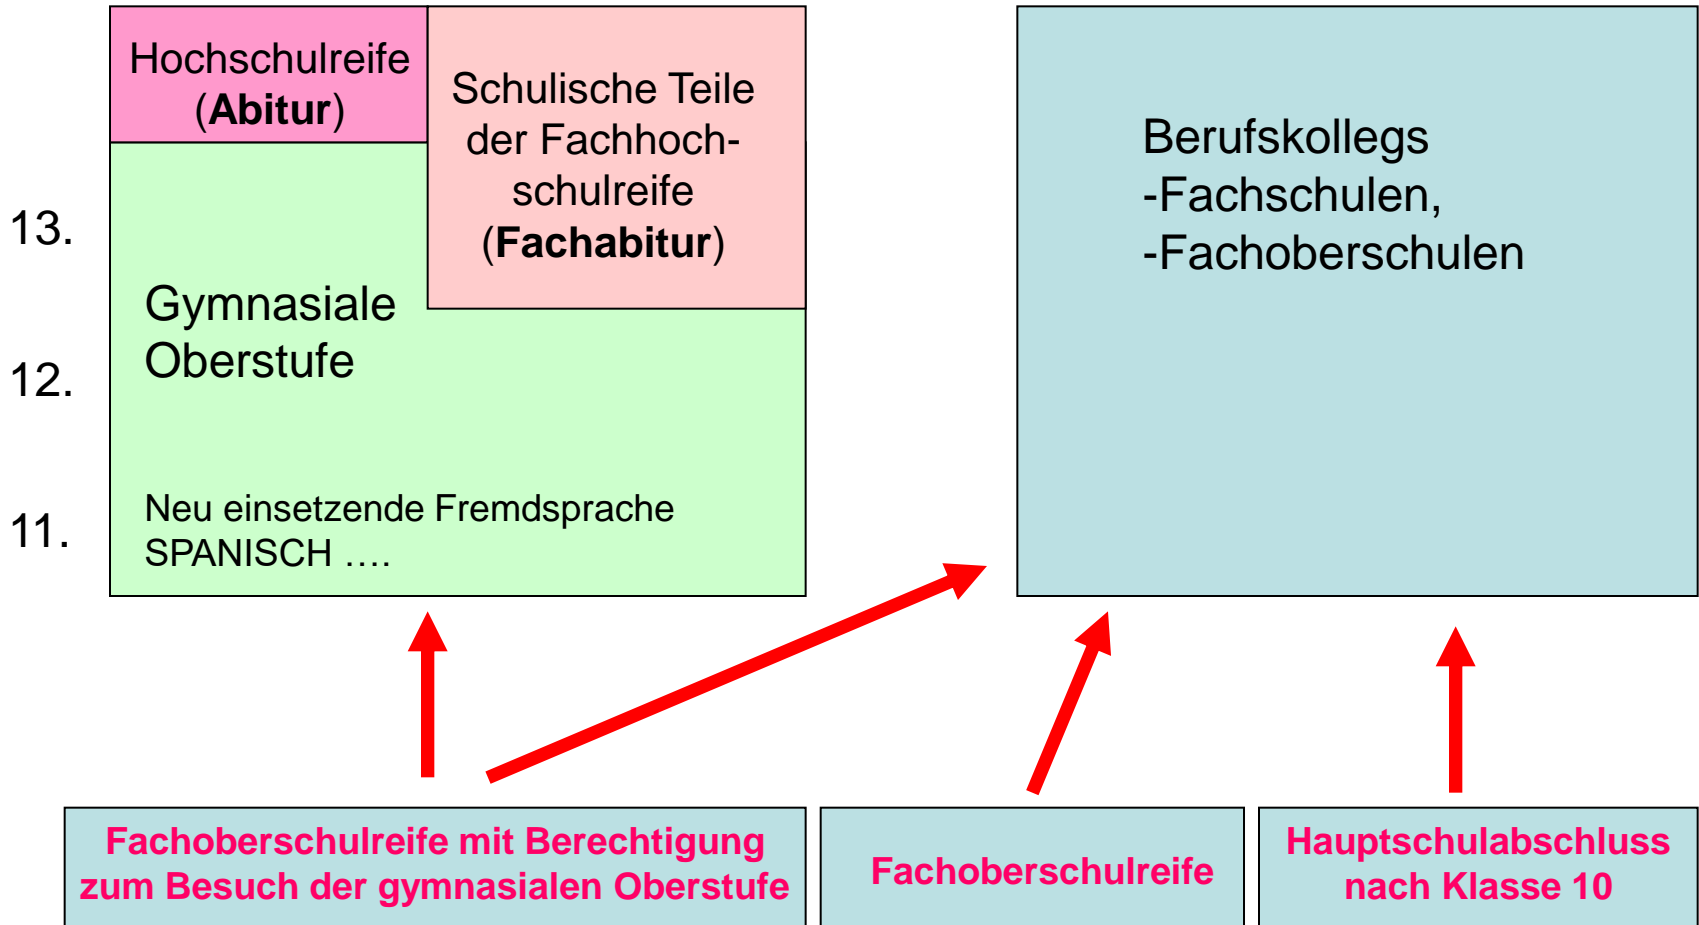 Hochschulreife
(Abitur)
Schulische Teile
der Fachhoch-
schulreife
(Fachabitur)
13.
12.
11.
Gymnasiale
Oberstufe
Neu einsetzende Fremdsprache
SPANISCH ….
Berufskollegs
-Fachschulen,
-Fachoberschulen
Fachoberschulreife mit Berechtigung
zum Besuch der gymnasialen Oberstufe
Fachoberschulreife
Hauptschulabschluss
nach Klasse 10